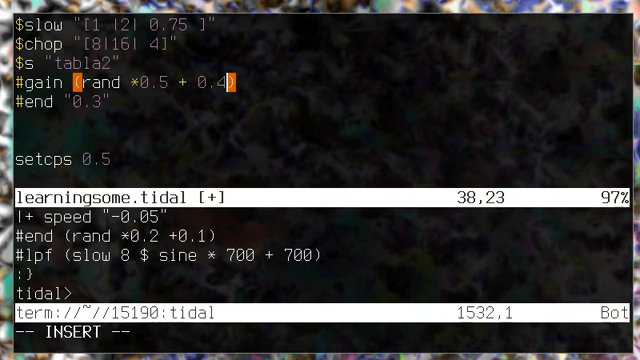 $slow "[1 |2| 0.75 ]"
$chop "[8|16| 4]"
$s "tabla2"
#gain (rand *0.5 + 0.4)
#end "0.3"
setcps 0.5
learningsome.tidal [+] 38,23 97%
|+ speed "-0.05"
#end (rand *0.2 +0.1)
#lpf (slow 8 $ sine * 700 + 700)
:}
tidal>
term://~//15190:tidal 1532,1 Bot
-- INSERT --